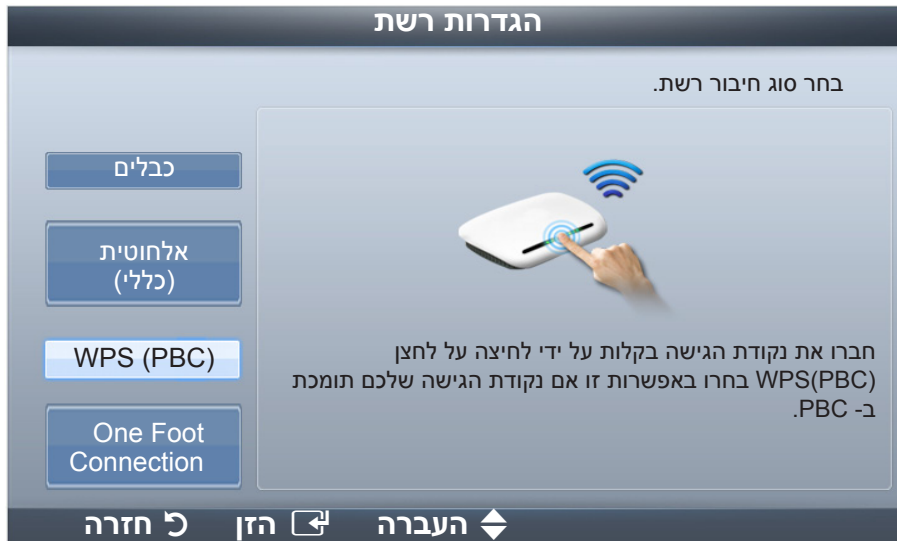 הגדרות רשת
בחר סוג חיבור רשת.
כבלים
אלחוטית
(כללי)
WPS (PBC)
One Foot
Connection
חברו את נקודת הגישה בקלות על ידי לחיצה על לחצן
WPS(PBC) בחרו באפשרות זו אם נקודת הגישה שלכם תומכת
ב- PBC.
העברה הזן חזרה